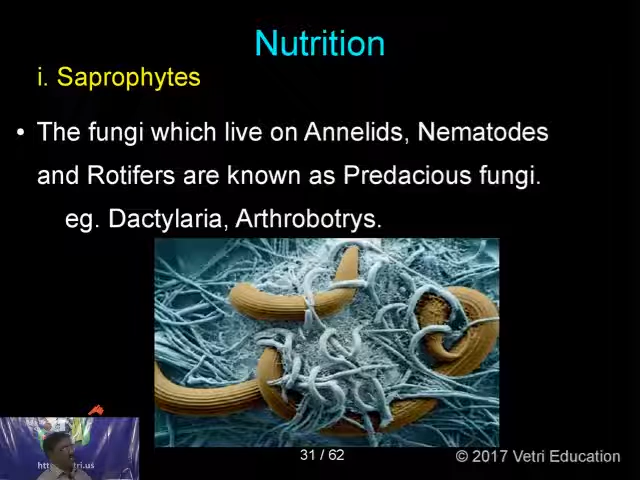 Nutrition
i. Saprophytes
• The fungi which live on Annelids, Nematodes
and Rotifers are known as Predacious fungi.
eg. Dactylaria, Arthrobotrys.
31 / 62
© 2017 Vetri Education